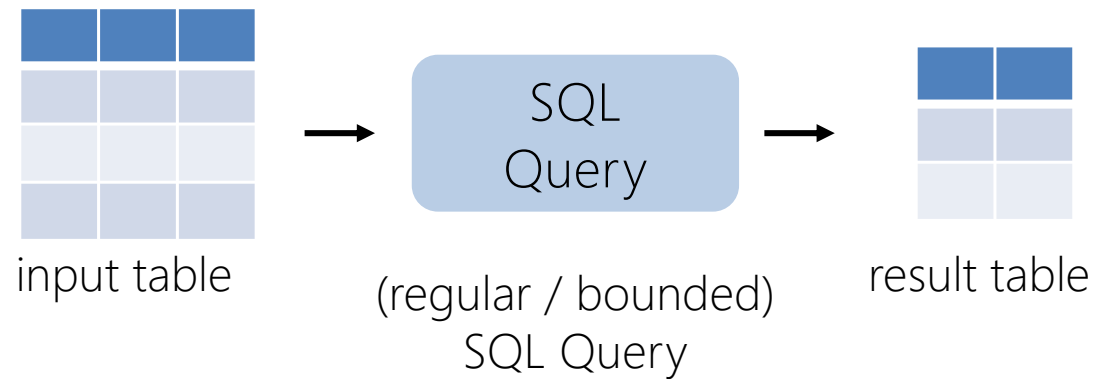 SQL
Query
input table
(regular / bounded)
SQL Query
result table